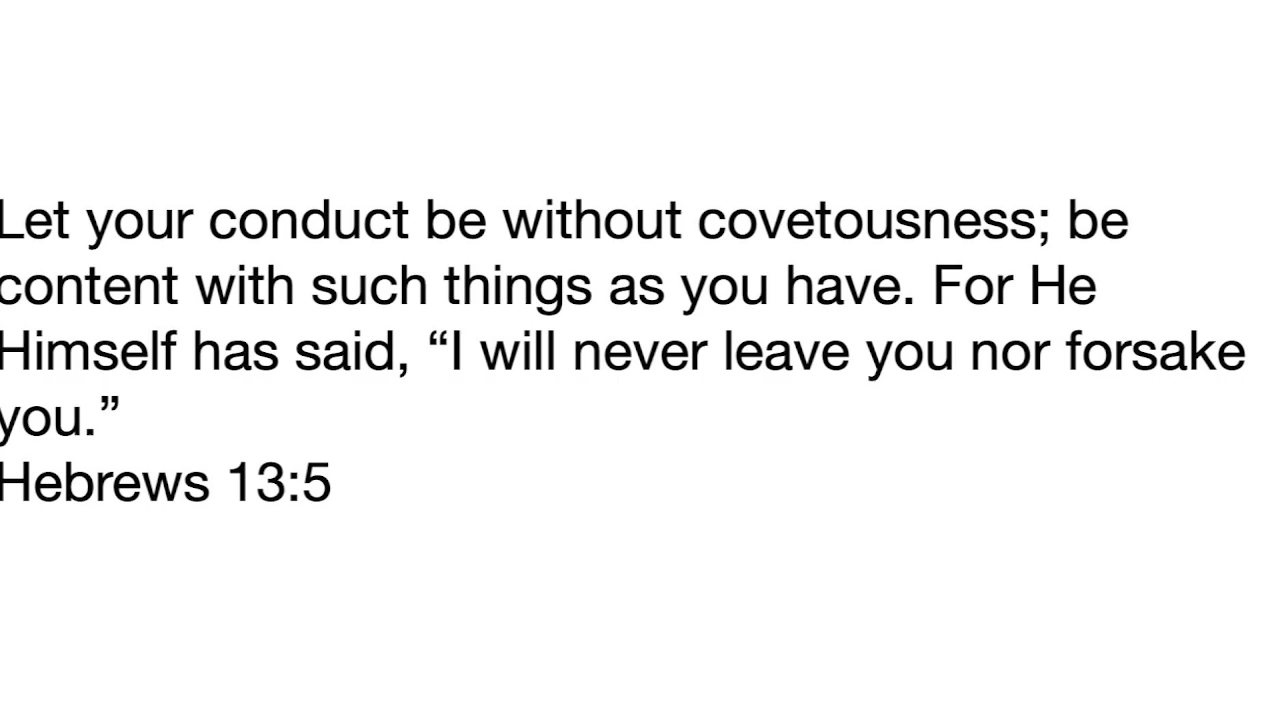 Let your conduct be without covetousness; be
content with such things as you have. For He
Himself has said, “I will never leave you nor forsake
you.”
Hebrews 13:5